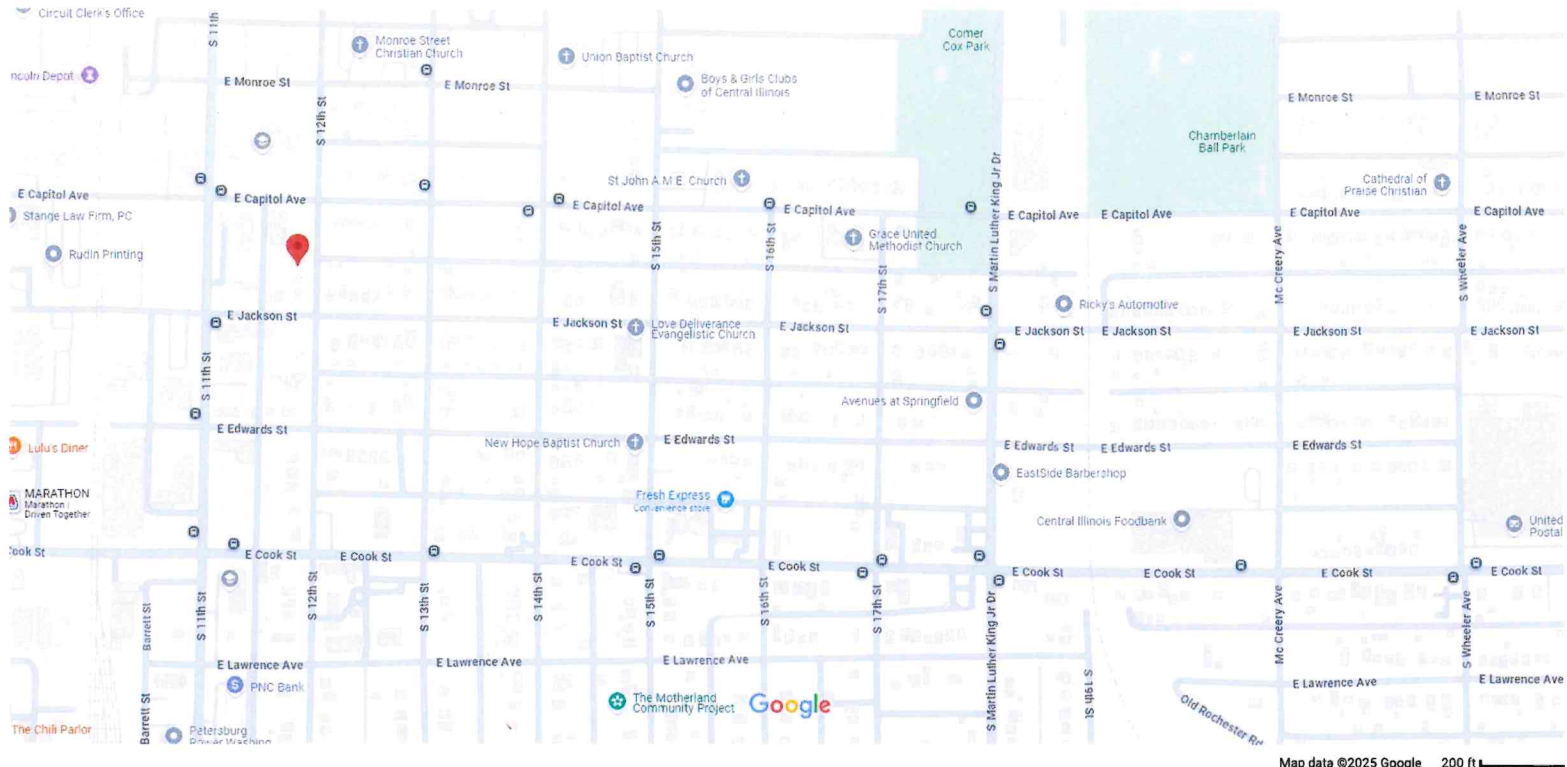 Circuit Clerk's Office
S 11th
Monroe Street
Christian Church
Union Baptist Church
Comer
Cox Park
ncoln Depot
E Monroe St
E Monroe St
Boys & Girls Clubs
of Central Illinois
E Monroe St
E Monroe St
S 12th St
Chamberlain
Ball Park
S Martin Luther King Jr Dr
St John A.M.E. Church
Cathedral of
Praise Christian
E Capitol Ave
E Capitol Ave
E Capitol Ave
E Capitol Ave
E Capitol Ave
E Capitol Ave
E Capitol Ave
E Capitol Ave
Stange Law Firm, PC
Rudin Printing
S 15th St
S 16th St
Grace United
Methodist Church
S 17th St
Mc Creery Ave
S Wheeler Ave
Ricky's Automotive
E Jackson St
E Jackson St
Love Deliverance
Evangelistic Church
E Jackson St
E Jackson St
E Jackson St
E Jackson St
E Jackson St
S 11th St
Avenues at Springfield
E Edwards St
New Hope Baptist Church
E Edwards St
E Edwards St
E Edwards St
E Edwards St
Lulu's Diner
EastSide Barbershop
MARATHON
Marathon |
Driven Together
Fresh Express
Convenience store
Central Illinois Foodbank
United
Postal
Cook St
E Cook St
E Cook St
E Cook St
E Cook St
E Cook St
E Cook St
E Cook St
E Cook St
Barrett St
S 11th St
S 12th St
S 13th St
S 14th St
S 15th St
S 16th St
S 17th St
S Martin Luther King Jr Dr
Mc Creery Ave
S Wheeler Ave
E Lawrence Ave
E Lawrence Ave
E Lawrence Ave
E Lawrence Ave
E Lawrence Ave
PNC Bank
Barrett St
The Motherland
Community Project
Google
S 19th St
Old Rochester Rd
The Chili Parlor
Petersburg
Power Washing
Map data ©2025 Google 200 ft